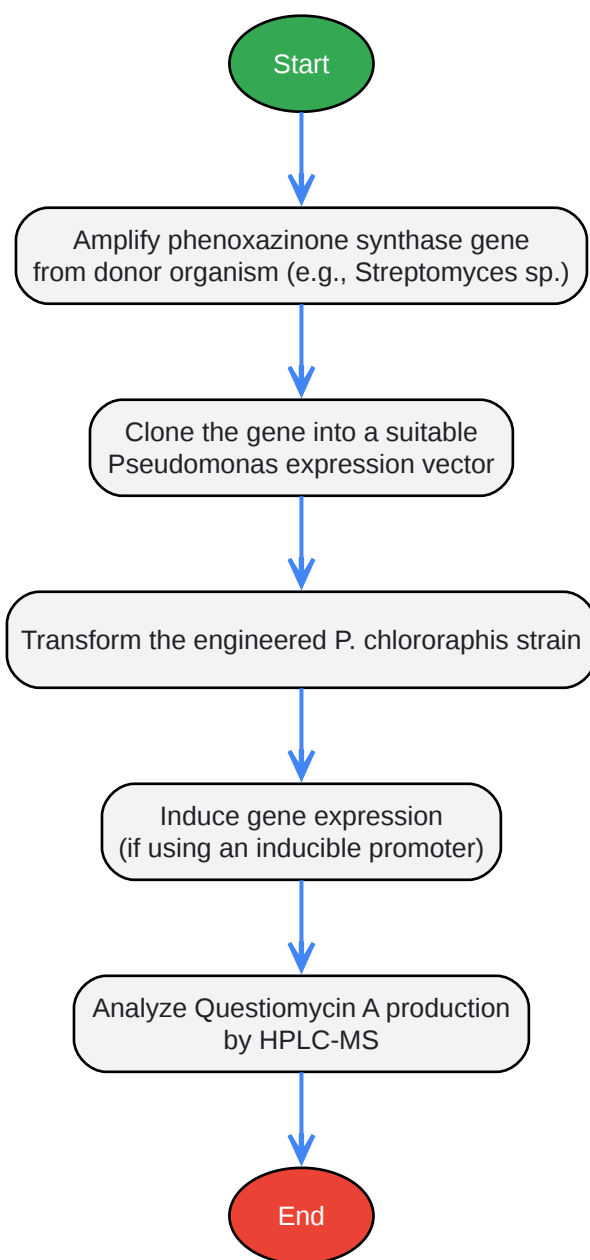 Start
Amplify phenoxazinone synthase gene
from donor organism (e.g., Streptomyces sp.)
Clone the gene into a suitable
Pseudomonas expression vector
Transform the engineered P. chlororaphis strain
Induce gene expression
(if using an inducible promoter)
Analyze Questiomycin A production
by HPLC-MS
End